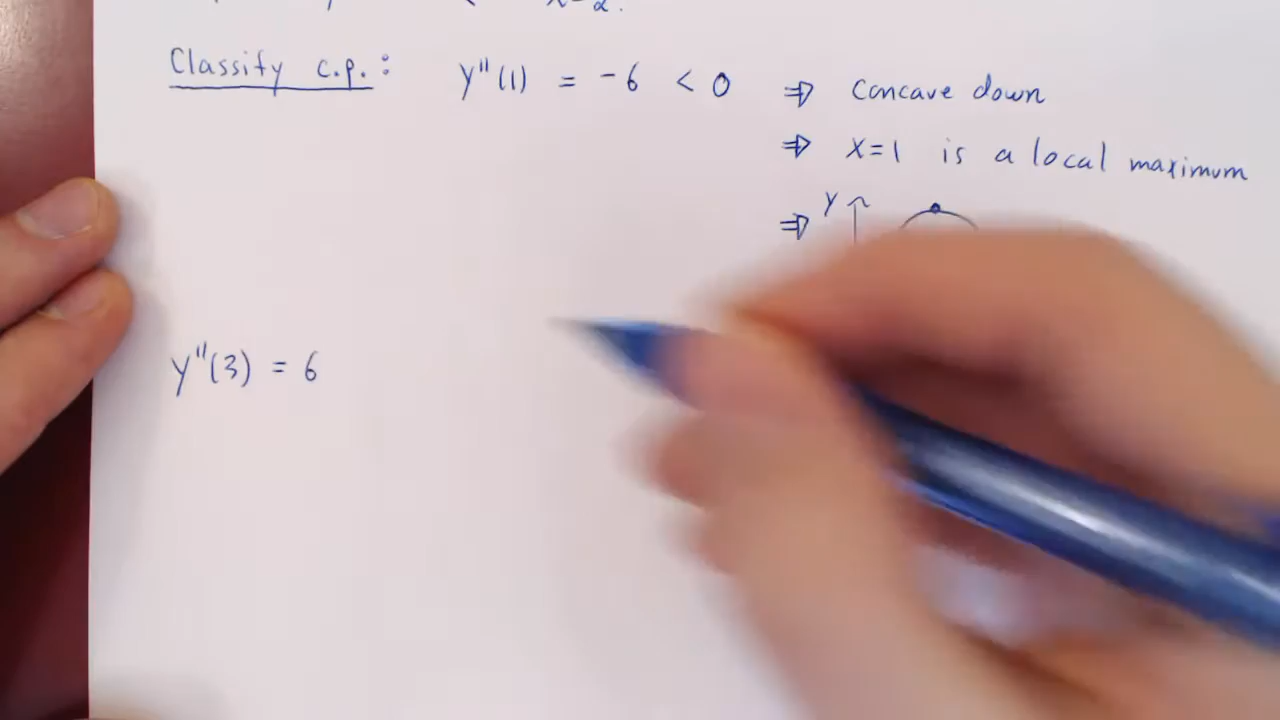 Classify c.p.: y''(1) = -6 < 0 ⇒ Concave down
⇒ x=1 is a local maximum
⇒ y
y''(3) = 6